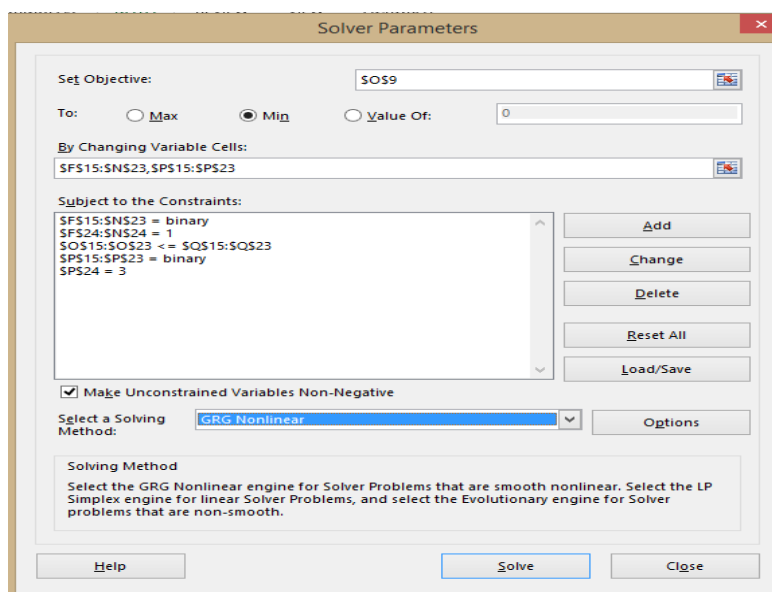 Solver Parameters
Set Objective:
$O$9
To:
Max
Min
Value Of:
0
By Changing Variable Cells:
$F$15:$N$23,$P$15:$P$23
Subject to the Constraints:
$F$15:$N$23 = binary
$F$24:$N$24 = 1
$O$15:$O$23 <= $Q$15:$Q$23
$P$15:$P$23 = binary
$P$24 = 3
Add
Change
Delete
Reset All
Load/Save
Make Unconstrained Variables Non-Negative
Select a Solving
Method:
GRG Nonlinear
Options
Solving Method
Select the GRG Nonlinear engine for Solver Problems that are smooth nonlinear. Select the LP
Simplex engine for linear Solver Problems, and select the Evolutionary engine for Solver
problems that are non-smooth.
Help
Solve
Close